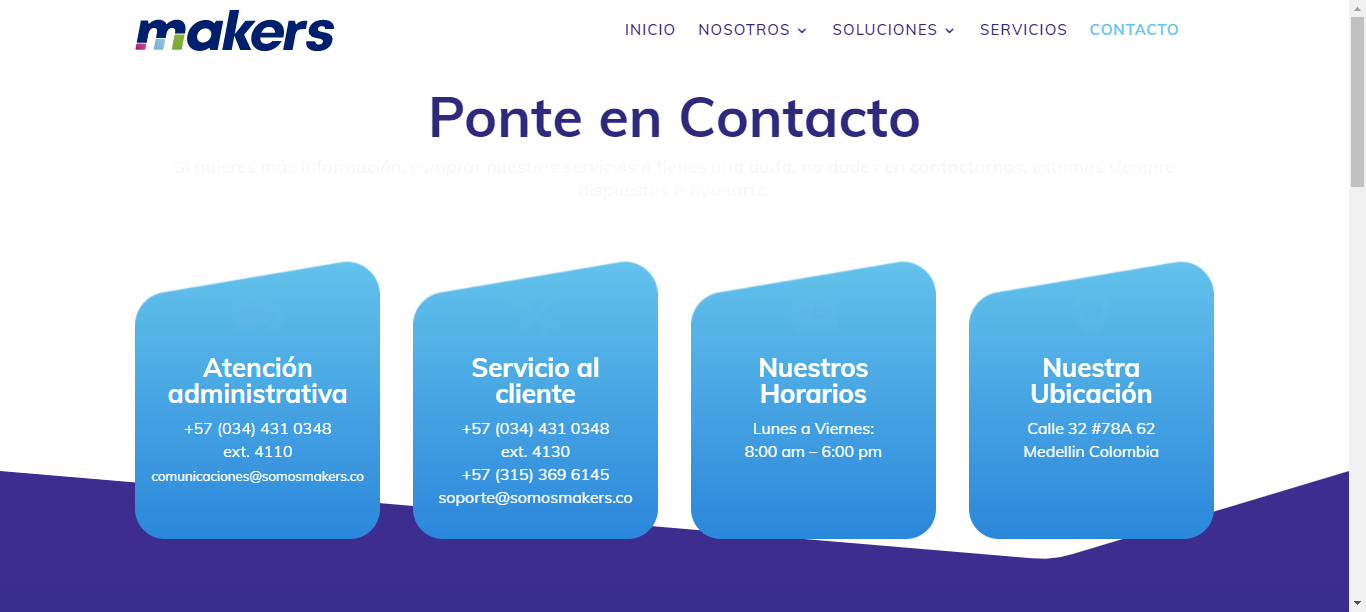 makers
INICIO NOSOTROS SOLUCIONES SERVICIOS CONTACTO
Ponte en Contacto
Si quieres más información, comprar nuestros servicios o tienes una duda, no dudes en contactarnos, estamos siempre
dispuestos a ayudarte.
Atención
administrativa
+57 (034) 431 0348
ext. 4110
comunicaciones@somosmakers.co
Servicio al
cliente
+57 (034) 431 0348
ext. 4130
+57 (315) 369 6145
soporte@somosmakers.co
Nuestros
Horarios
Lunes a Viernes:
8:00 am – 6:00 pm
Nuestra
Ubicación
Calle 32 #78A 62
Medellin Colombia